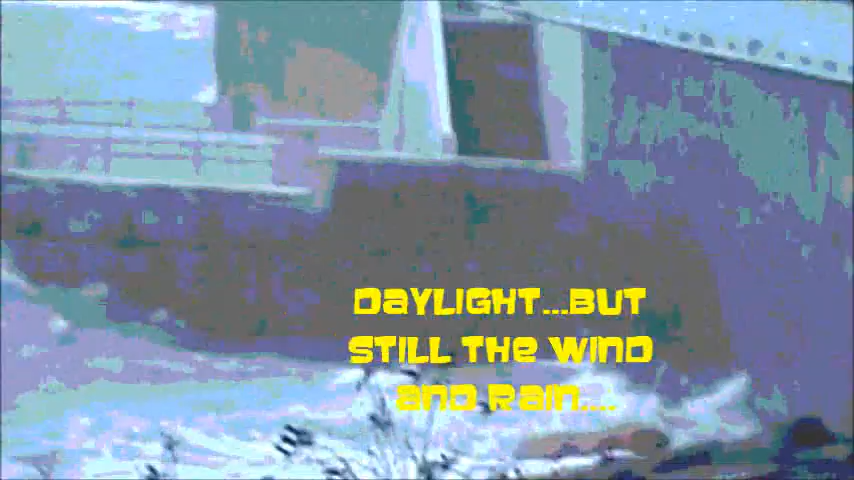 DAYLIGHT...BUT
STILL THE WIND
AND RAIN....